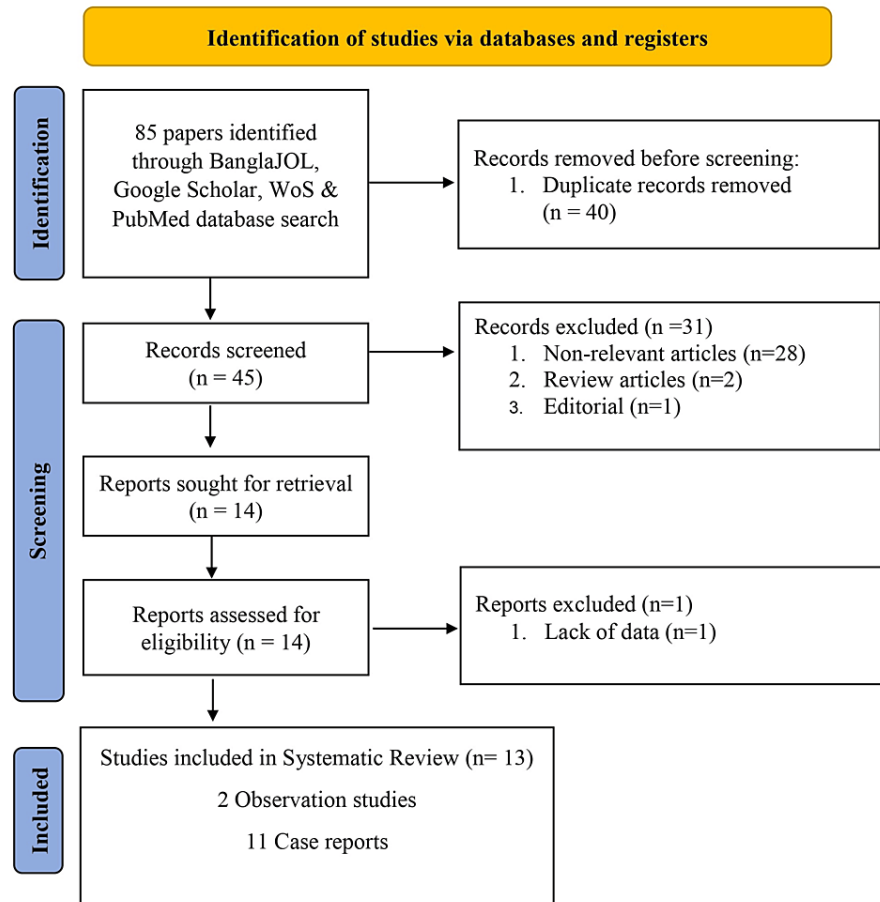 Identification of studies via databases and registers
Identification
85 papers identified
through BanglaJOL,
Google Scholar, WoS &
PubMed database search
Records removed before screening:
1. Duplicate records removed
(n = 40)
Screening
Records screened
(n = 45)
Records excluded (n =31)
1. Non-relevant articles (n=28)
2. Review articles (n=2)
3. Editorial (n=1)
Reports sought for retrieval
(n = 14)
Reports assessed for
eligibility (n = 14)
Reports excluded (n=1)
1. Lack of data (n=1)
Included
Studies included in Systematic Review (n= 13)
2 Observation studies
11 Case reports